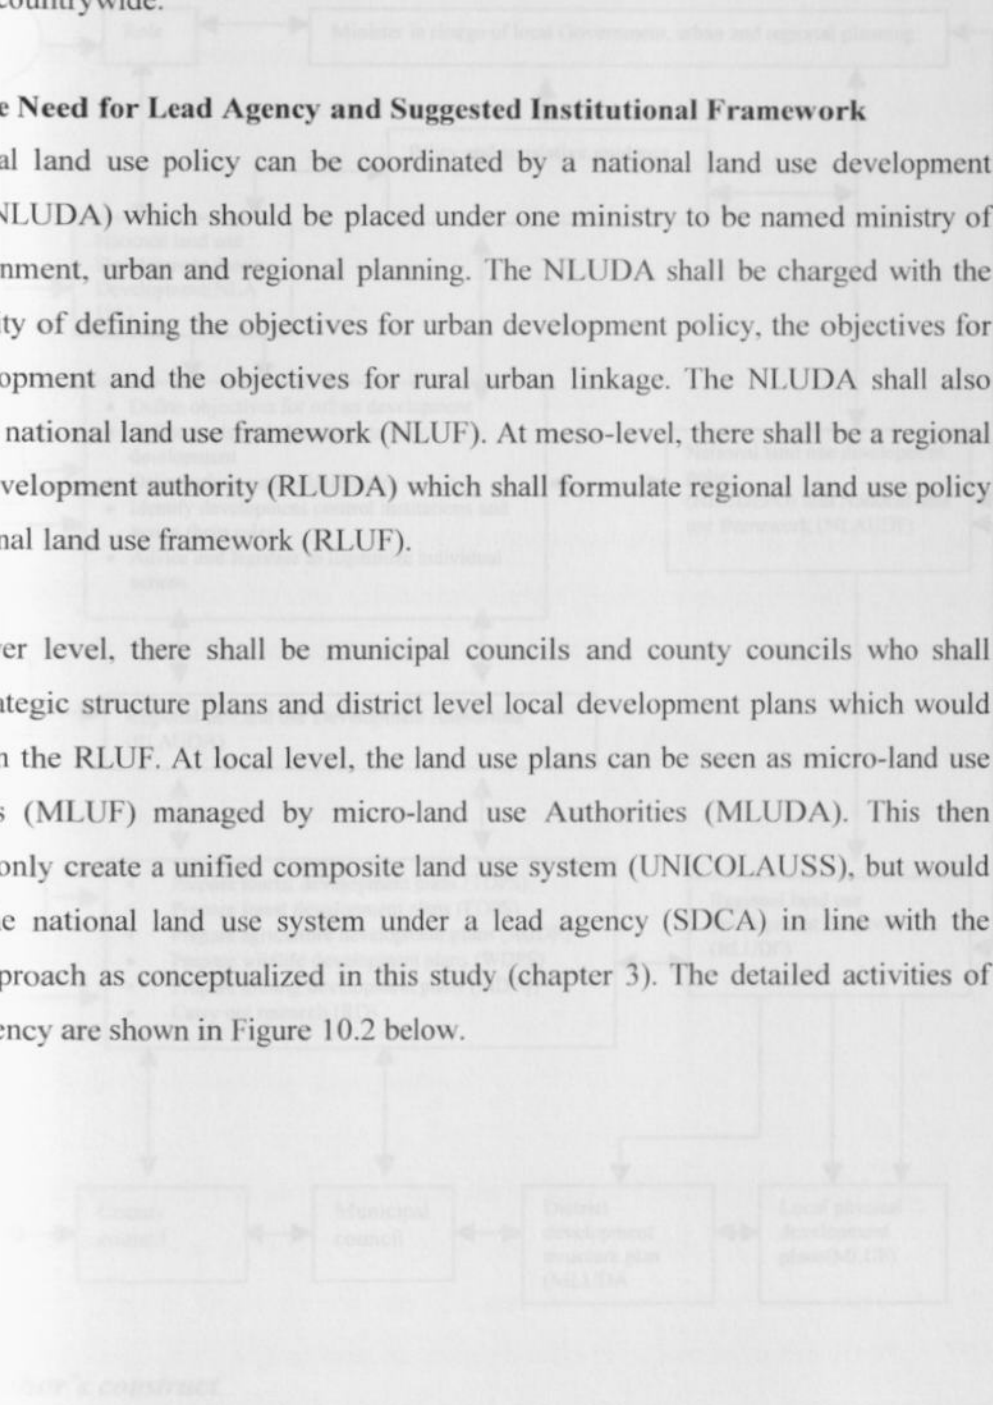 countrywide.
e Need for Lead Agency and Suggested Institutional Framework
al land use policy can be coordinated by a national land use development
NLUDA) which should be placed under one ministry to be named ministry of
nment, urban and regional planning. The NLUDA shall be charged with the
ty of defining the objectives for urban development policy, the objectives for
opment and the objectives for rural urban linkage. The NLUDA shall also
national land use framework (NLUF). At meso-level, there shall be a regional
velopment authority (RLUDA) which shall formulate regional land use policy
nal land use framework (RLUF).
er level, there shall be municipal councils and county councils who shall
ategic structure plans and district level local development plans which would
n the RLUF. At local level, the land use plans can be seen as micro-land use
s (MLUF) managed by micro-land use Authorities (MLUDA). This then
only create a unified composite land use system (UNICOLAUSS), but would
e national land use system under a lead agency (SDCA) in line with the
proach as conceptualized in this study (chapter 3). The detailed activities of
ency are shown in Figure 10.2 below.